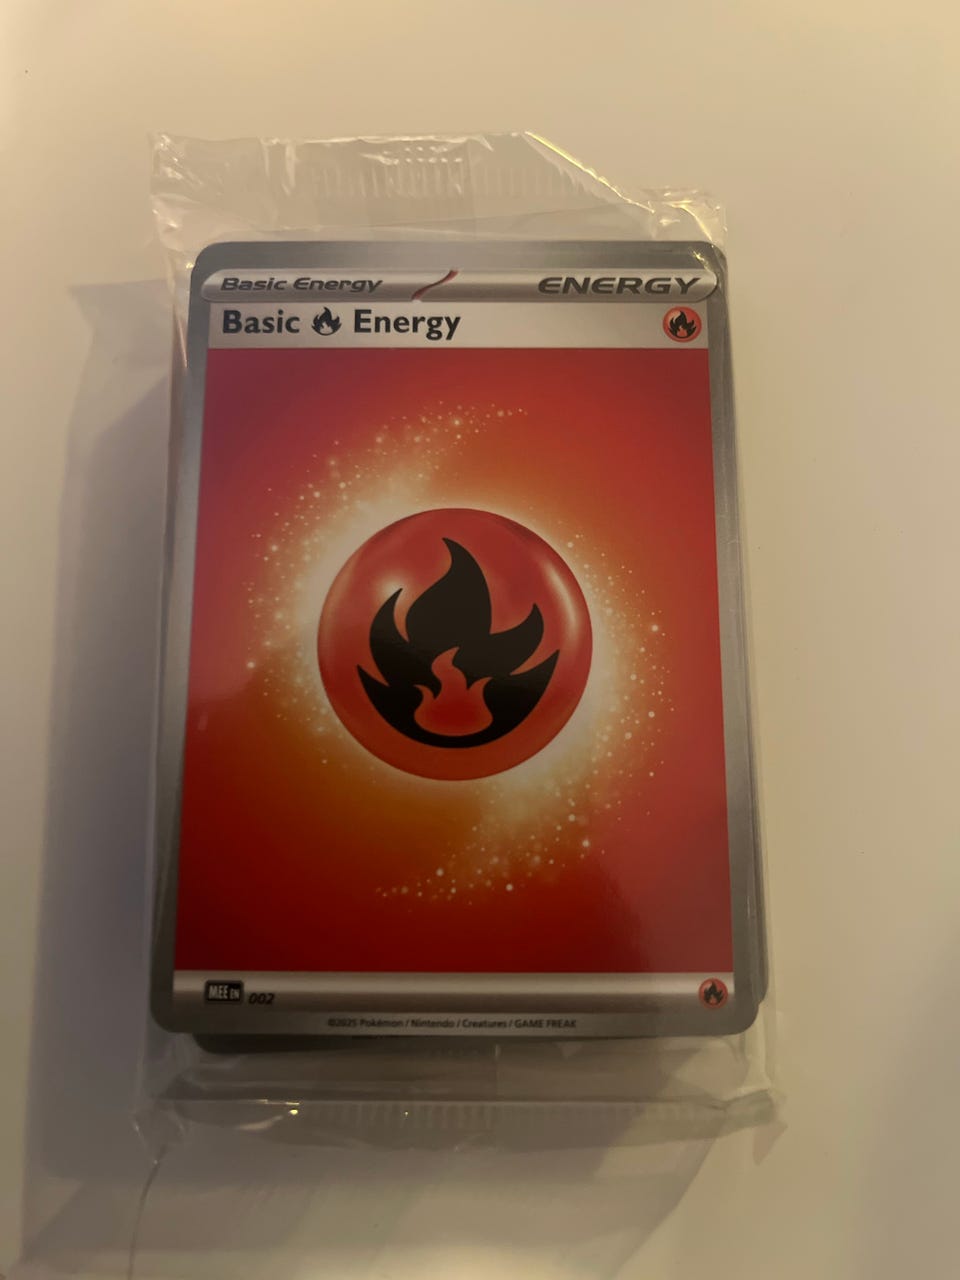 Basic Energy ENERGY
Basic Energy
MEE EN 002
©2025 Pokémon / Nintendo / Creatures / GAME FREAK